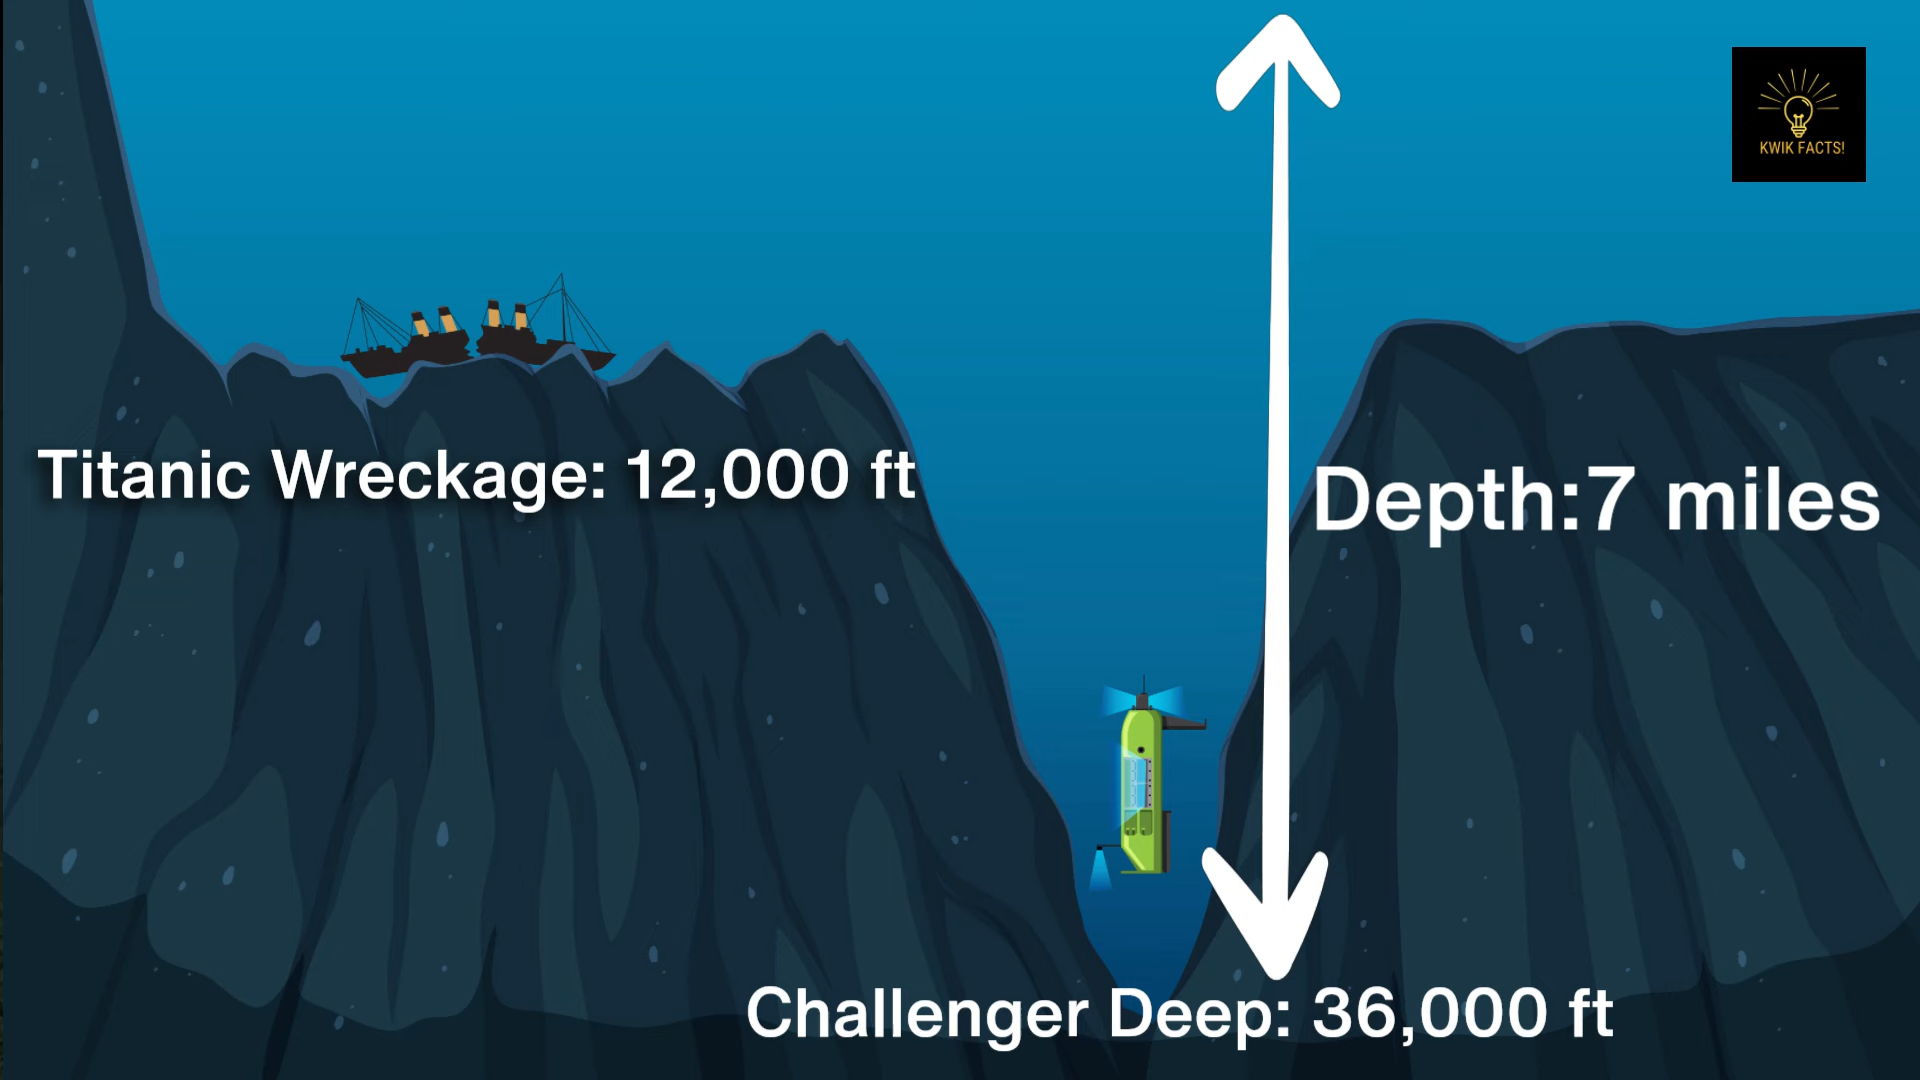 KWIK FACTS!
Titanic Wreckage: 12,000 ft
Depth:7 miles
Challenger Deep: 36,000 ft